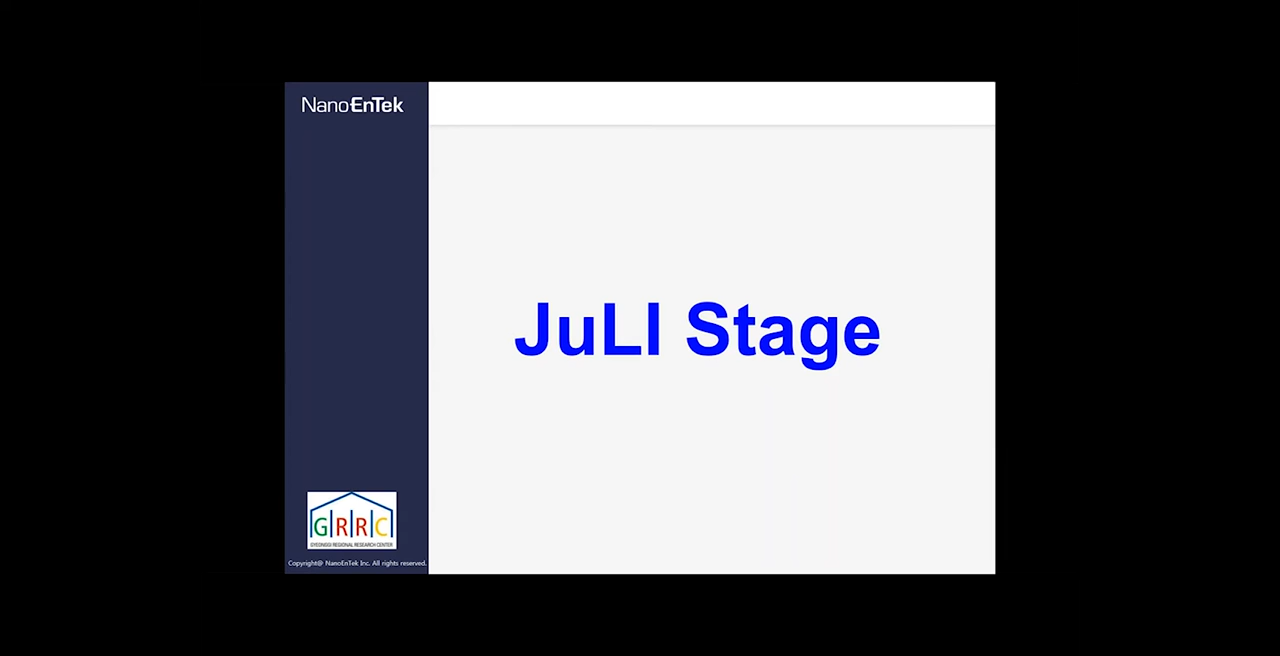 NanoEnTek
JuLI Stage
GRRC
GYEONGGI REGIONAL RESEARCH CENTER
Copyright@ NanoEnTek Inc. All rights reserved.